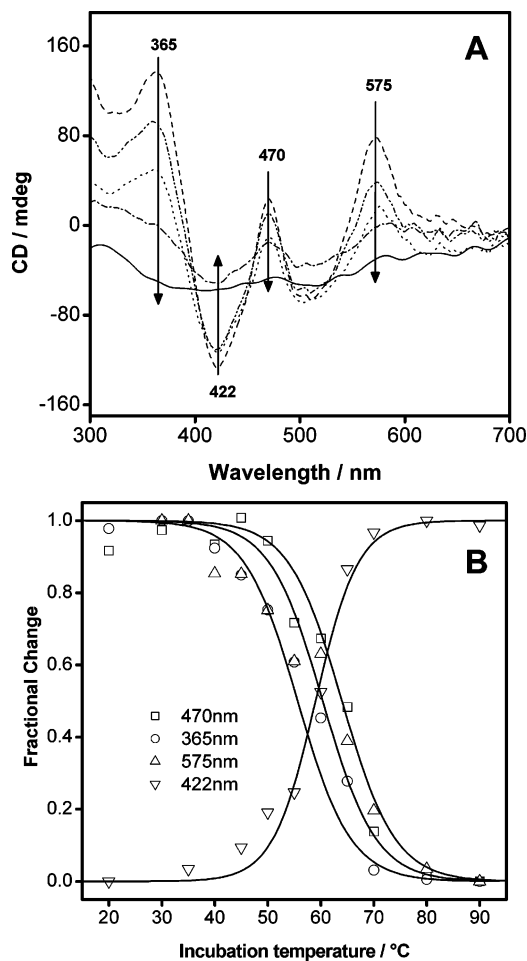 A
160
80
0
-80
-160
CD / mdeg
365
470
575
422
300 400 500 600 700
Wavelength / nm
B
1.0
0.8
0.6
0.4
0.2
0.0
Fractional Change
470nm
365nm
575nm
422nm
20 30 40 50 60 70 80 90
Incubation temperature / °C